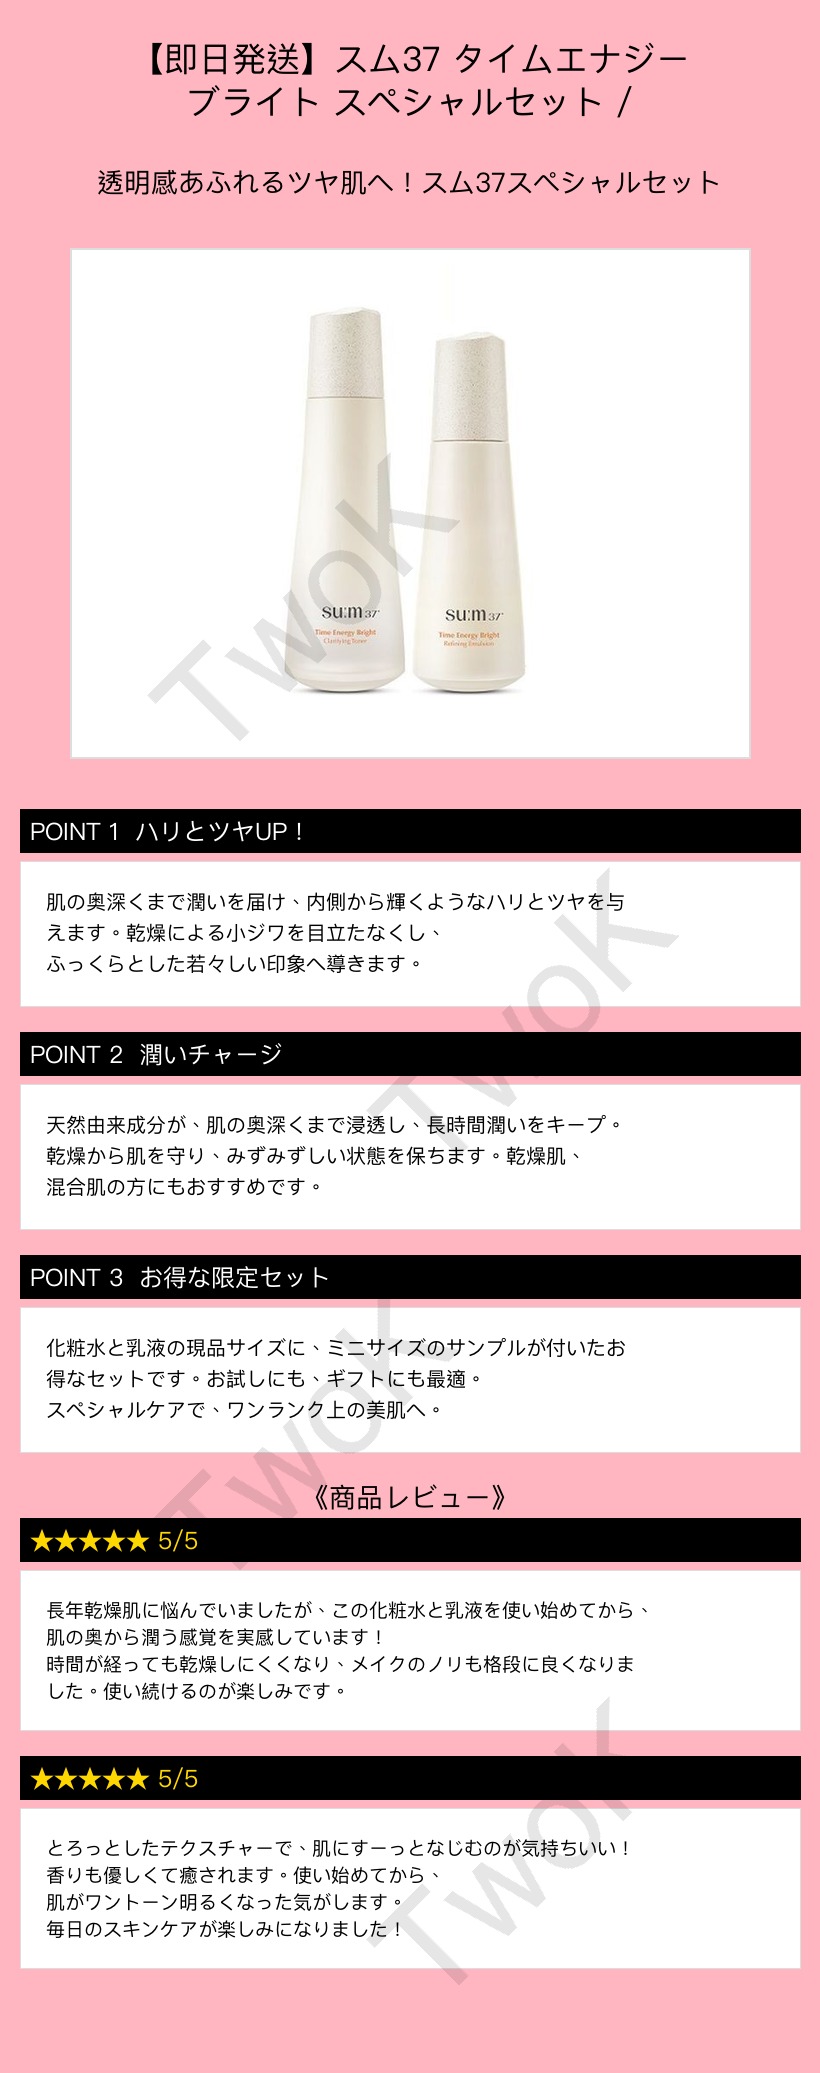 【即日発送】スム37 タイムエナジー
ブライト スペシャルセット /
透明感あふれるツヤ肌へ！スム37スペシャルセット
su:m37°
Time Energy Bright
Clarifying Toner
su:m37°
Time Energy Bright
Refining Emulsion
TwoK
POINT 1 ハリとツヤUP！
肌の奥深くまで潤いを届け、内側から輝くようなハリとツヤを与
えます。乾燥による小ジワを目立たなくし、
ふっくらとした若々しい印象へ導きます。
TwoK
POINT 2 潤いチャージ
天然由来成分が、肌の奥深くまで浸透し、長時間潤いをキープ。
乾燥から肌を守り、みずみずしい状態を保ちます。乾燥肌、
混合肌の方にもおすすめです。
POINT 3 お得な限定セット
化粧水と乳液の現品サイズに、ミニサイズのサンプルが付いたお
得なセットです。お試しにも、ギフトにも最適。
スペシャルケアで、ワンランク上の美肌へ。
TwoK
《商品レビュー》
★★★★★ 5/5
長年乾燥肌に悩んでいましたが、この化粧水と乳液を使い始めてから、
肌の奥から潤う感覚を実感しています！
時間が経っても乾燥しにくくなり、メイクのノリも格段に良くなりま
した。使い続けるのが楽しみです。
★★★★★ 5/5
とろっとしたテクスチャーで、肌にすーっとなじむのが気持ちいい！
香りも優しくて癒されます。使い始めてから、
肌がワントーン明るくなった気がします。
毎日のスキンケアが楽しみになりました！
TwoK